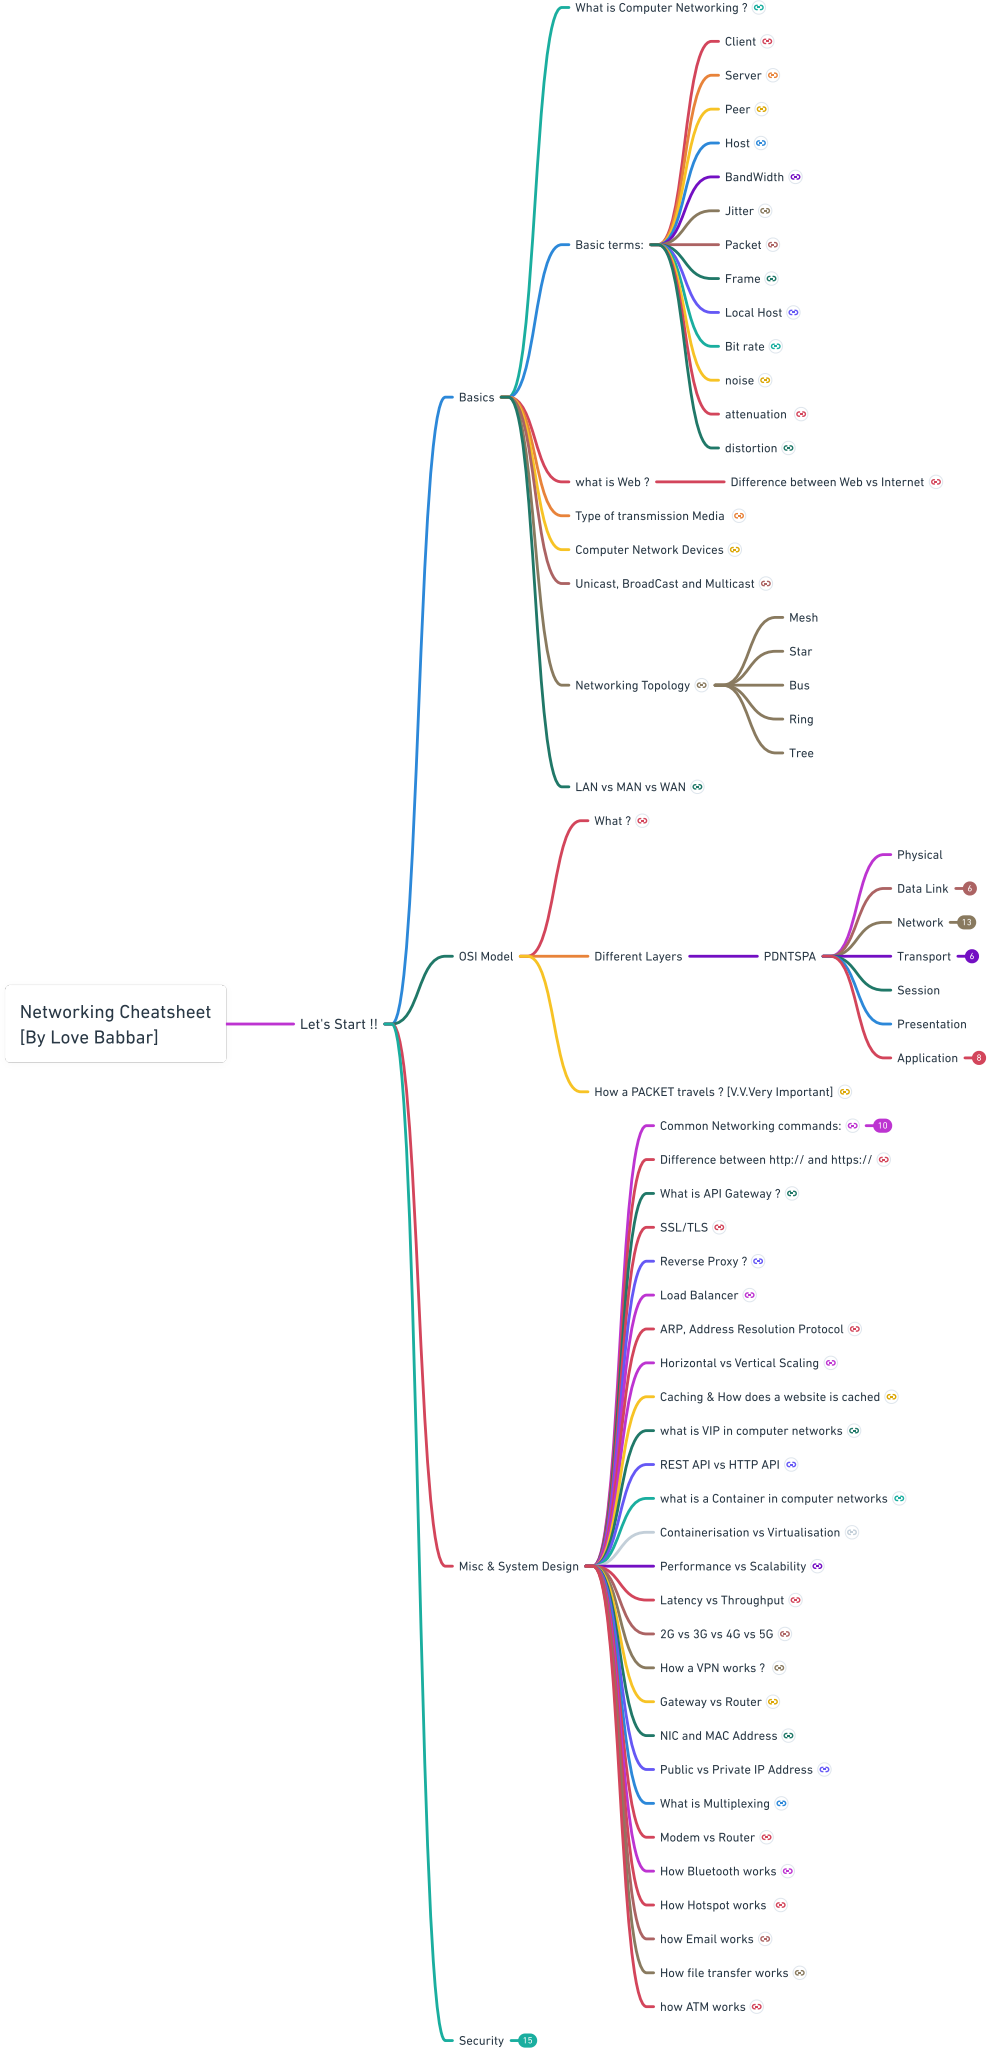 What is Computer Networking ?
Client
Server
Peer
Host
BandWidth
Jitter
Basic terms:
Packet
Frame
Local Host
Bit rate
noise
Basics
attenuation
distortion
what is Web ?
Difference between Web vs Internet
Type of transmission Media
Computer Network Devices
Unicast, BroadCast and Multicast
Mesh
Star
Networking Topology
Bus
Ring
Tree
LAN vs MAN vs WAN
What ?
Physical
Data Link
6
Network
13
OSI Model
Different Layers
PDNTSPA
Transport
6
Session
Networking Cheatsheet
[By Love Babbar]
Let's Start !!
Presentation
Application
8
How a PACKET travels ? [V.V.Very Important]
Common Networking commands:
10
Difference between http:// and https://
What is API Gateway ?
SSL/TLS
Reverse Proxy ?
Load Balancer
ARP, Address Resolution Protocol
Horizontal vs Vertical Scaling
Caching & How does a website is cached
what is VIP in computer networks
REST API vs HTTP API
what is a Container in computer networks
Containerisation vs Virtualisation
Misc & System Design
Performance vs Scalability
Latency vs Throughput
2G vs 3G vs 4G vs 5G
How a VPN works ?
Gateway vs Router
NIC and MAC Address
Public vs Private IP Address
What is Multiplexing
Modem vs Router
How Bluetooth works
How Hotspot works
how Email works
How file transfer works
how ATM works
Security
15